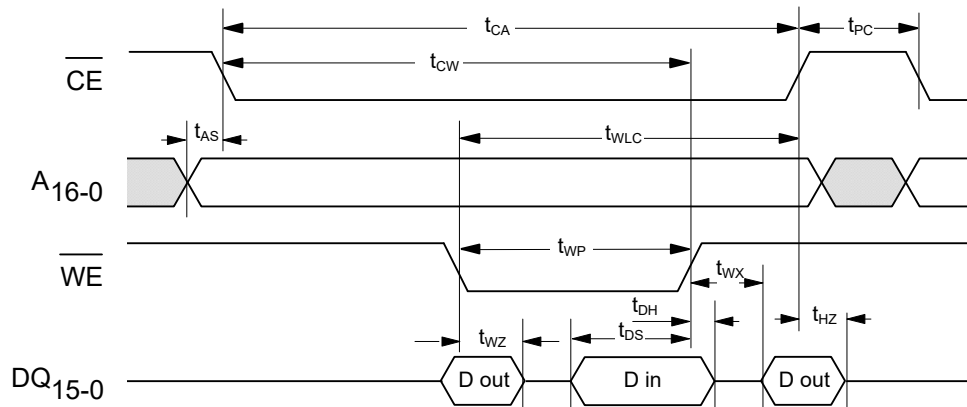 tCA
tPC
CE
tCW
tAS
tWLC
A16-0
tWP
WE
tWX
tDH
tHZ
tWZ
tDS
DQ15-0
D out
D in
D out